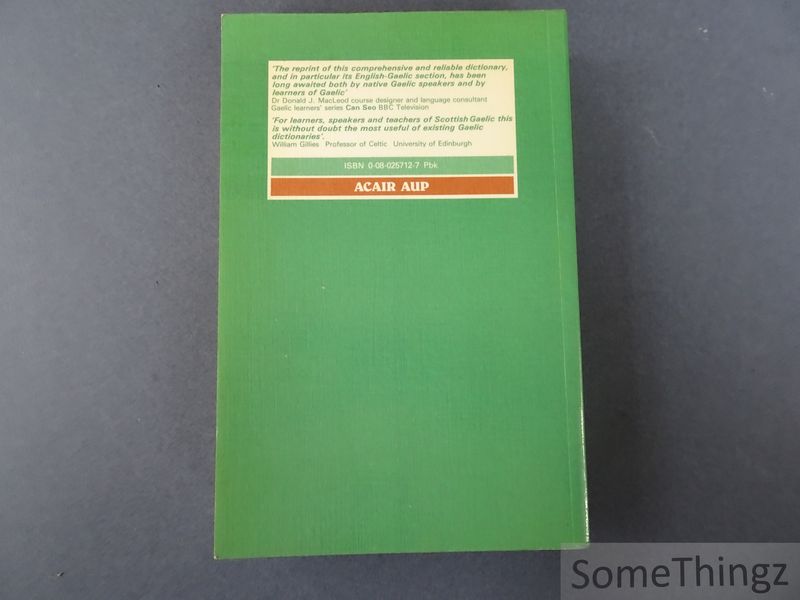 'The reprint of this comprehensive and reliable dictionary,
and in particular its English-Gaelic section, has been
long awaited both by native Gaelic speakers and by
learners of Gaelic'
Dr Donald J. MacLeod course designer and language consultant
Gaelic learners' series Can Seo BBC Television
'For learners, speakers and teachers of Scottish Gaelic this
is without doubt the most useful of existing Gaelic
dictionaries'.
William Gillies Professor of Celtic University of Edinburgh
ISBN 0-08-025712-7 Pbk
ACAIR AUP
SomeThingz